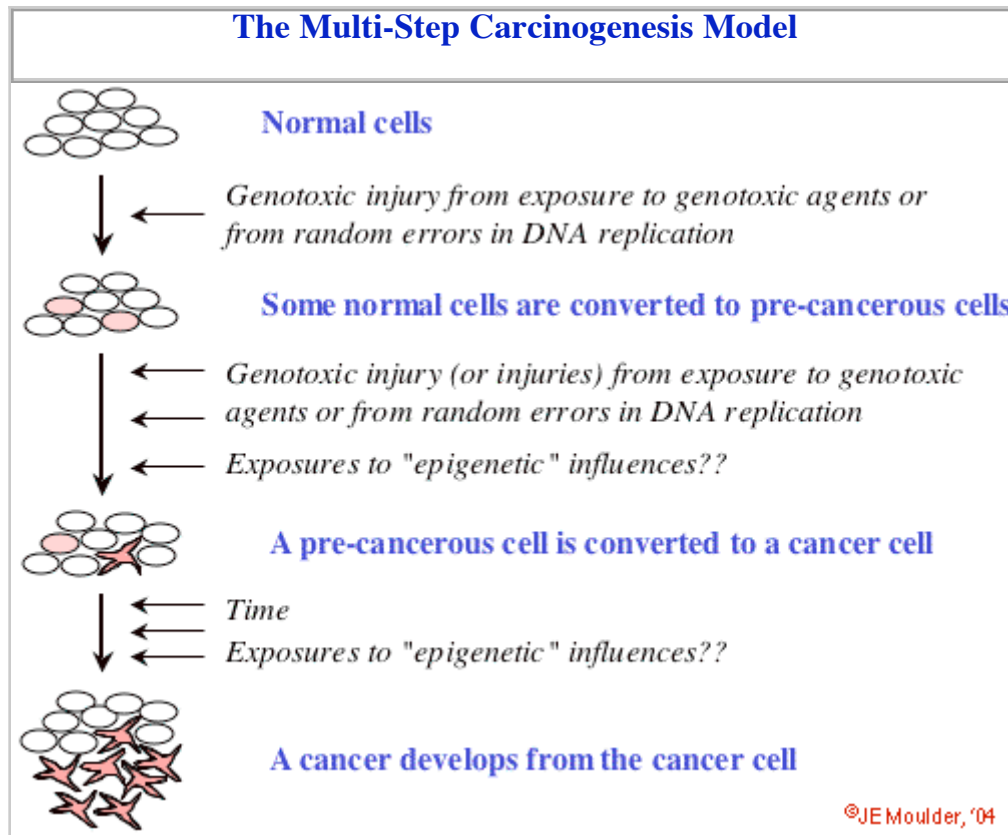 The Multi-Step Carcinogenesis Model
Normal cells
Genotoxic injury from exposure to genotoxic agents or
from random errors in DNA replication
Some normal cells are converted to pre-cancerous cells
Genotoxic injury (or injuries) from exposure to genotoxic
agents or from random errors in DNA replication
Exposures to "epigenetic" influences??
A pre-cancerous cell is converted to a cancer cell
Time
Exposures to "epigenetic" influences??
A cancer develops from the cancer cell
©JE Moulder, '04